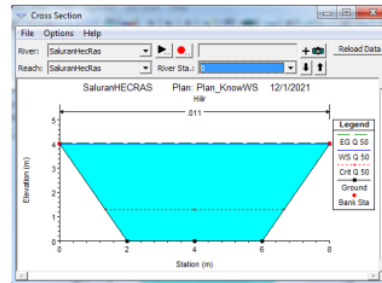 Cross Section
File Options Help
River: SaluranHecRas Reload Data
Reach: SaluranHecRas River Sta.: 0
SaluranHECRAS Plan: Plan_KnowWS 12/1/2021
Hilir
.011
Legend
EG Q 50
WS Q 50
Crit Q 50
Ground
Bank Sta
Elevation (m)
5
4
3
2
1
0
0 2 4 6 8
Station (m)